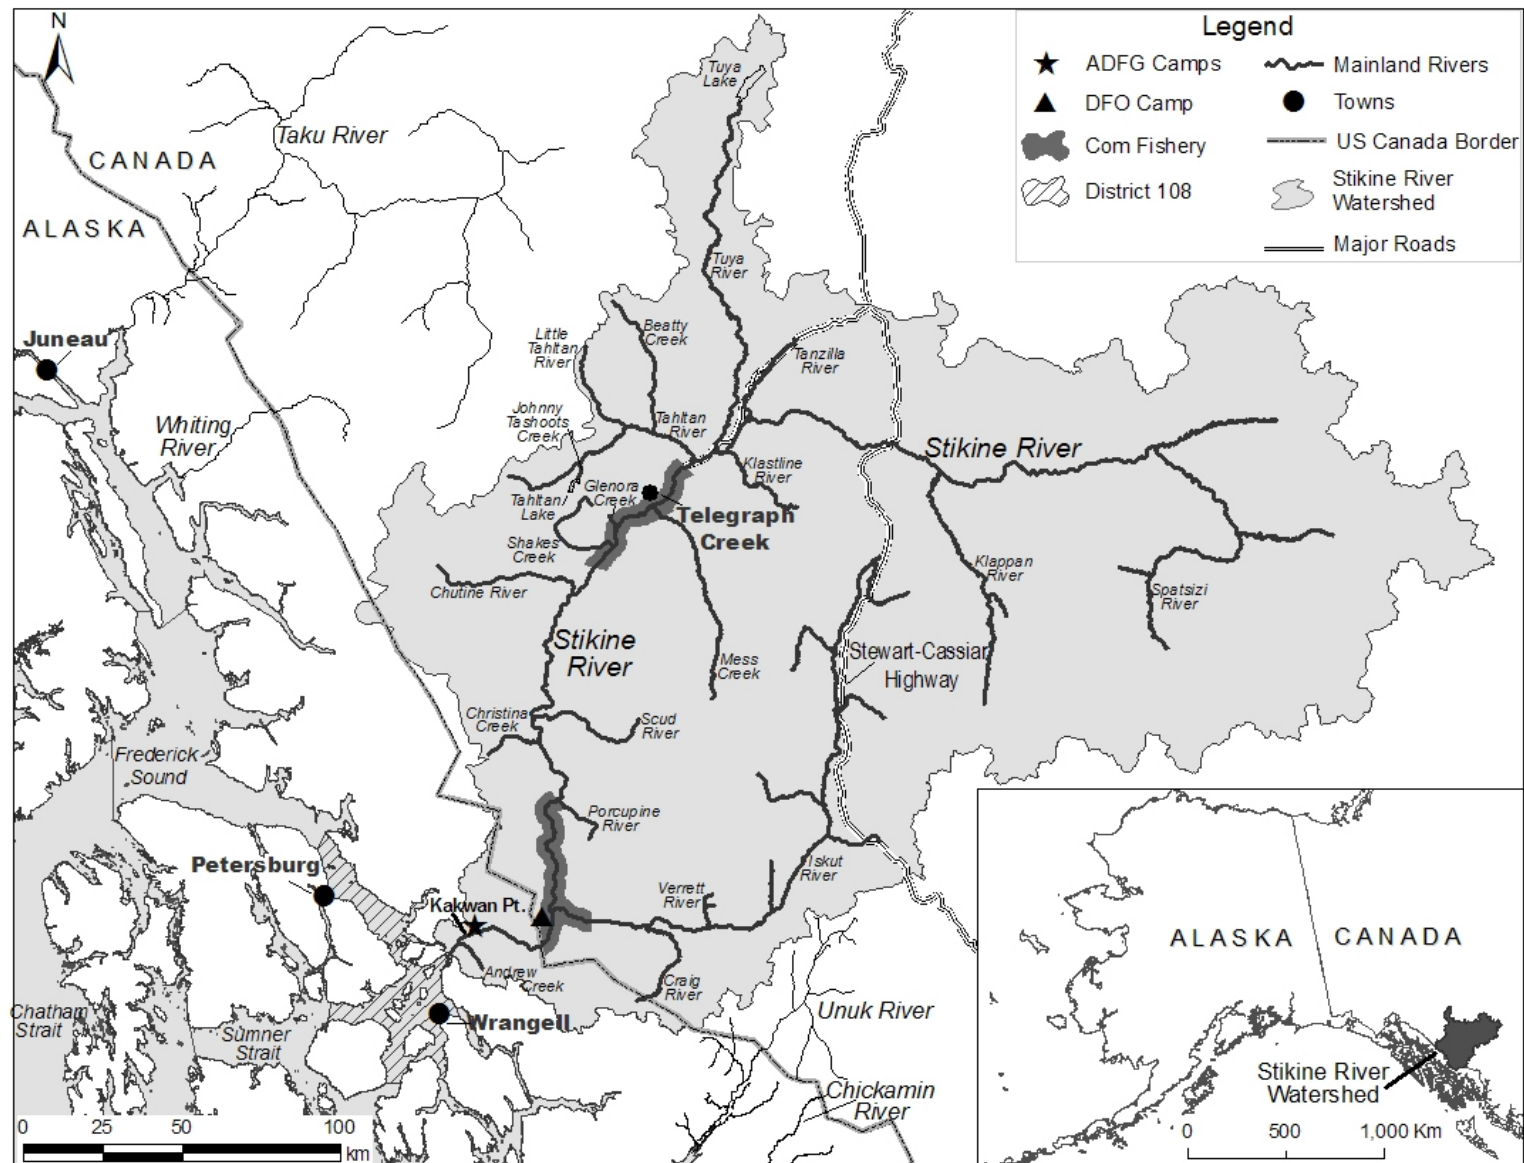 N
Legend
ADFG Camps
DFO Camp
Com Fishery
District 108
Mainland Rivers
Towns
US Canada Border
Stikine River
Watershed
Major Roads
CANADA
ALASKA
Taku River
Tuya
Lake
Tuya
River
Juneau
Whiting
River
Little
Tahltan
River
Beatty
Creek
Tanzilla
River
Johnny
Tashoots
Creek
Tahltan
River
Stikine River
Klastline
River
Glenora
Creek
Tahltan
Lake
Telegraph
Creek
Shakes
Creek
Chutine River
Klappan
River
Spatsizi
River
Stikine
River
Mess
Creek
Stewart-Cassiar
Highway
Christina
Creek
Scud
River
Frederick
Sound
Porcupine
River
Petersburg
Iskut
River
Verrett
River
Kakwan Pt.
Andrew
Creek
Craig
River
Chatham
Strait
Sumner
Strait
Wrangell
Unuk River
Chickamin
River
0 25 50 100
km
ALASKA
CANADA
Stikine River
Watershed
0 500 1,000 Km